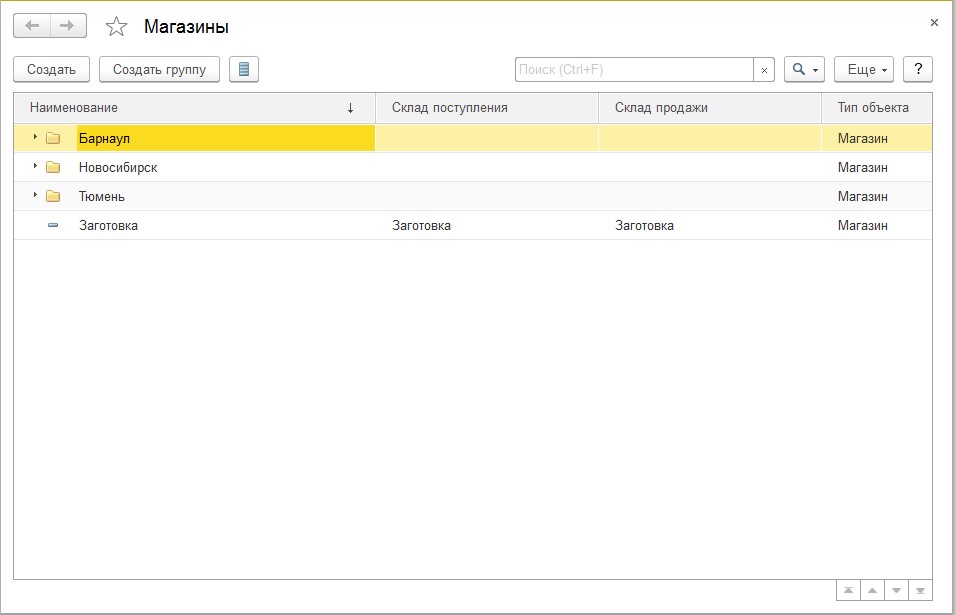 Магазины
Создать Создать группу Поиск (Ctrl+F) × Еще ?
Наименование ↓ Склад поступления Склад продажи Тип объекта
Барнаул Магазин
Новосибирск Магазин
Тюмень Магазин
Заготовка Заготовка Заготовка Магазин